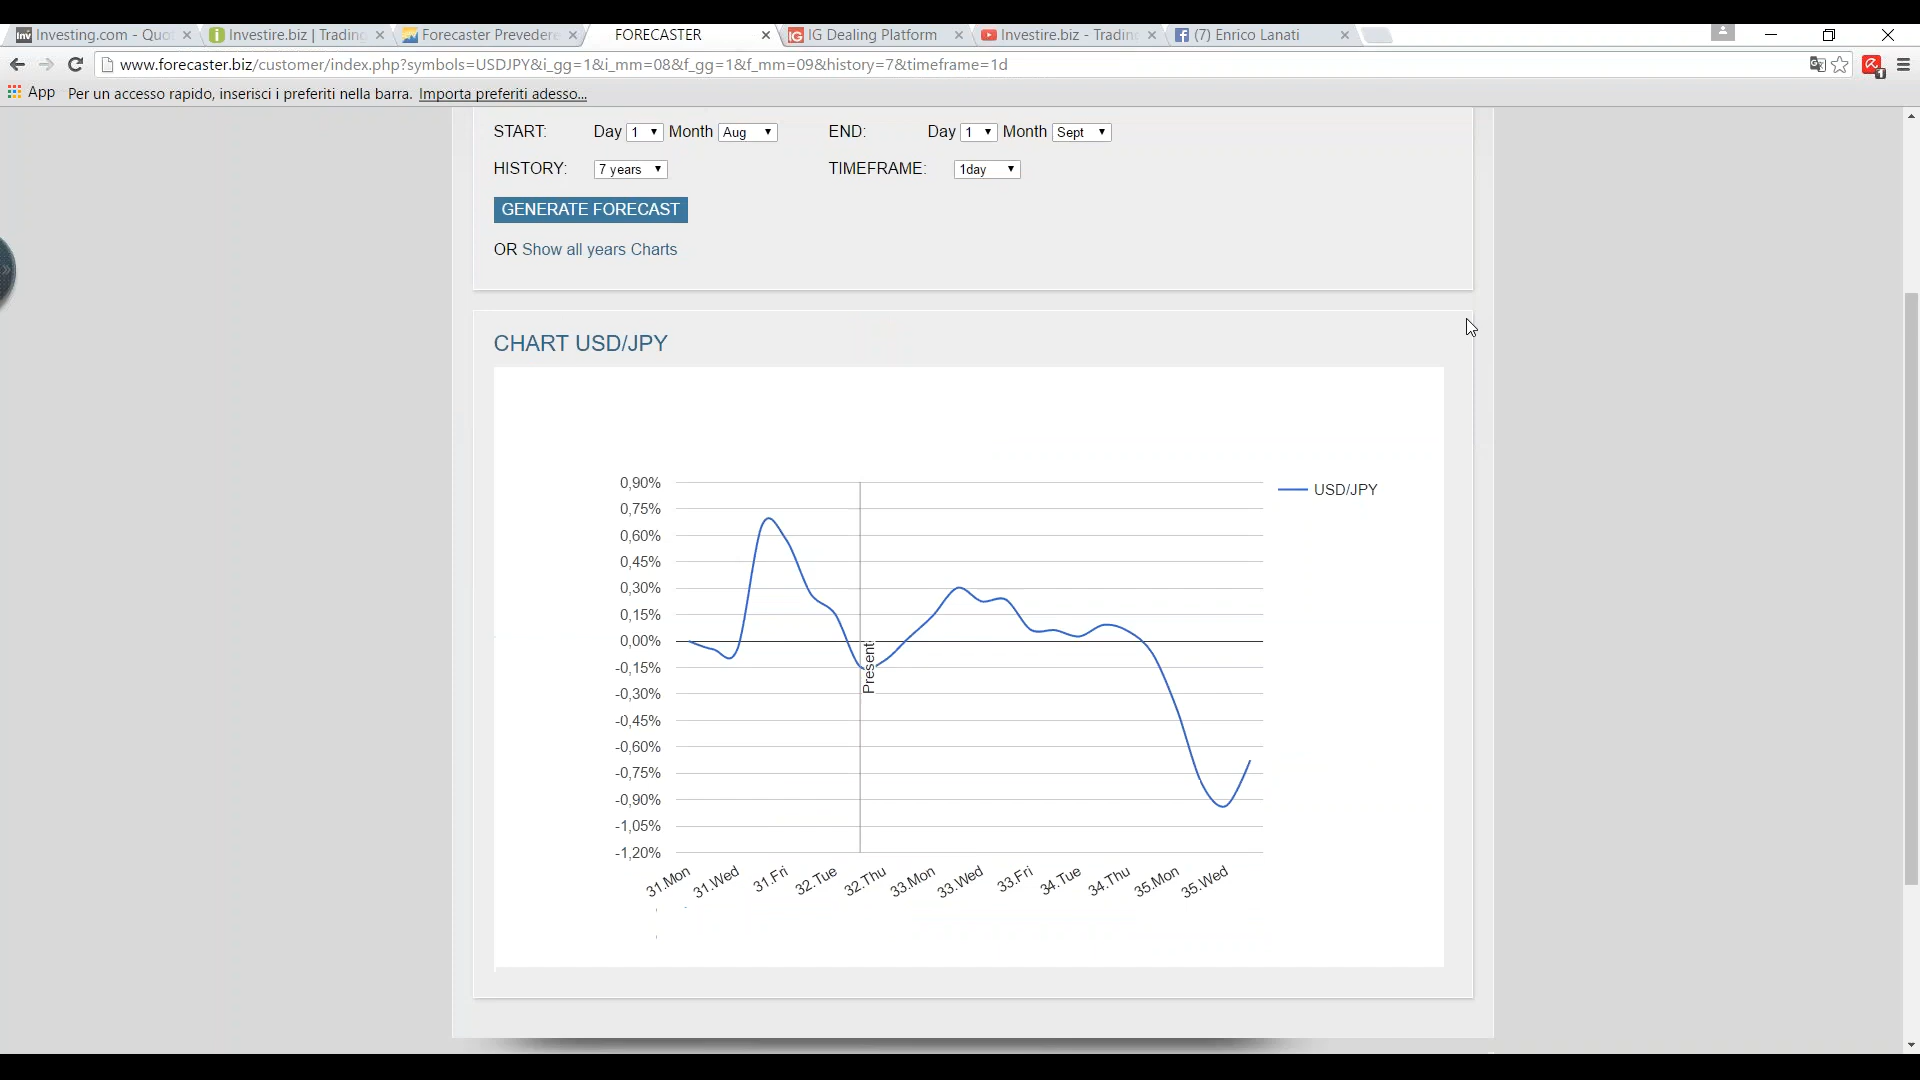 Investing.com - Quo
Investire.biz | Trading
Forecaster Prevedere
FORECASTER
IG Dealing Platform
Investire.biz - Trading
(7) Enrico Lanati
www.forecaster.biz/customer/index.php?symbols=USDJPY&i_gg=1&i_mm=08&f_gg=1&f_mm=09&history=7&timeframe=1d
1
App Per un accesso rapido, inserisci i preferiti nella barra. Importa preferiti adesso...
START: Day 1 Month Aug END: Day 1 Month Sept
HISTORY: 7 years TIMEFRAME: 1day
GENERATE FORECAST
OR Show all years Charts
CHART USD/JPY
0,90%
USD/JPY
0,75%
0,60%
0,45%
0,30%
0,15%
0,00%
-0,15%
-0,30%
-0,45%
-0,60%
-0,75%
-0,90%
-1,05%
-1,20%
Present
31.Mon
31.Wed
31.Fri
32.Tue
32.Thu
33.Mon
33.Wed
33.Fri
34.Tue
34.Thu
35.Mon
35.Wed